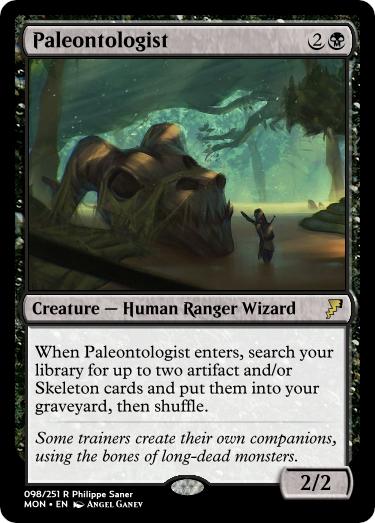 Paleontologist 2
Creature — Human Ranger Wizard
When Paleontologist enters, search your
library for up to two artifact and/or
Skeleton cards and put them into your
graveyard, then shuffle.
Some trainers create their own companions,
using the bones of long-dead monsters.
2/2
098/251 R Philippe Saner
MON • EN Angel Ganev